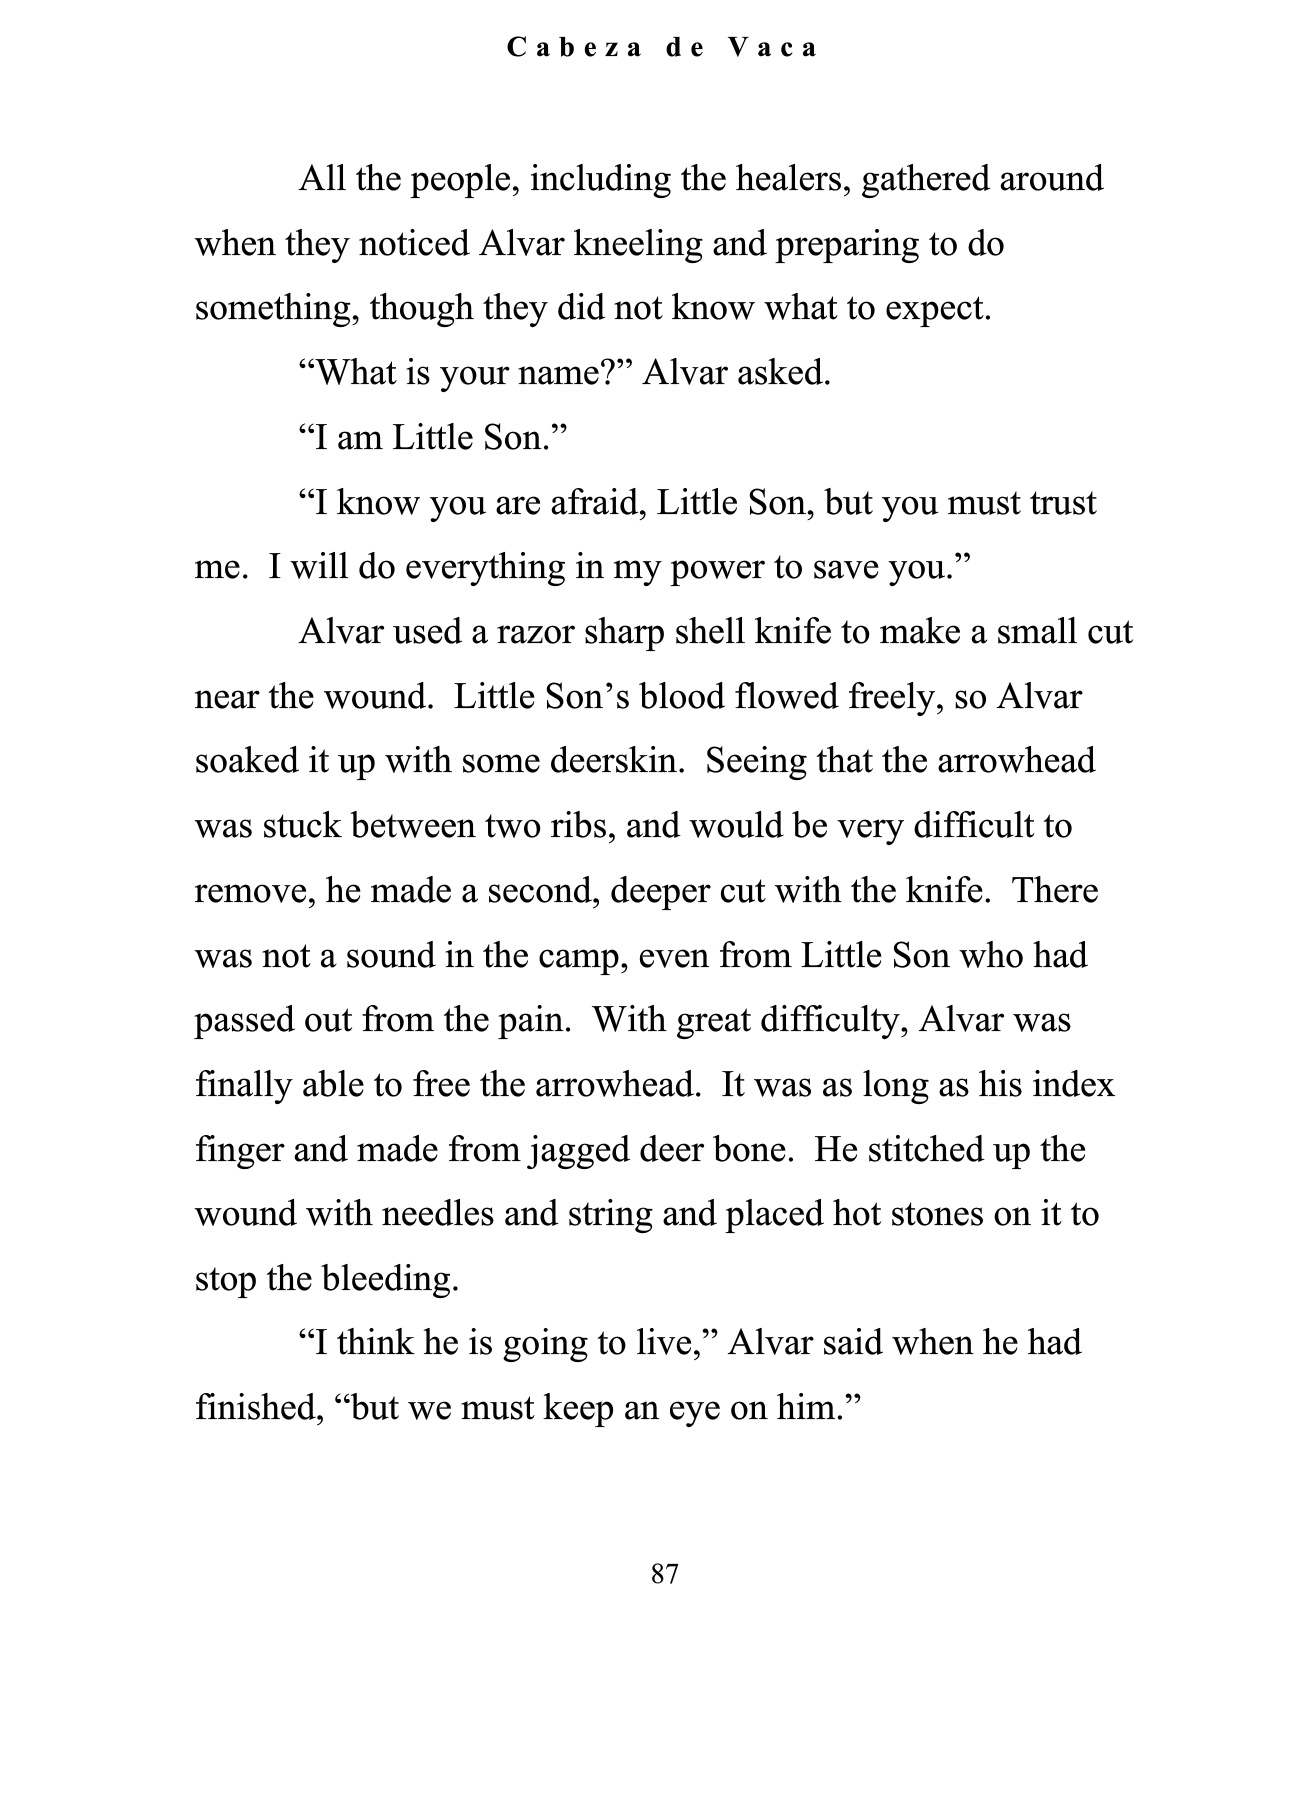 Cabeza de Vaca
All the people, including the healers, gathered around
when they noticed Alvar kneeling and preparing to do
something, though they did not know what to expect.
“What is your name?” Alvar asked.
“I am Little Son.”
“I know you are afraid, Little Son, but you must trust
me.  I will do everything in my power to save you.”
Alvar used a razor sharp shell knife to make a small cut
near the wound.  Little Son’s blood flowed freely, so Alvar
soaked it up with some deerskin.  Seeing that the arrowhead
was stuck between two ribs, and would be very difficult to
remove, he made a second, deeper cut with the knife.  There
was not a sound in the camp, even from Little Son who had
passed out from the pain.  With great difficulty, Alvar was
finally able to free the arrowhead.  It was as long as his index
finger and made from jagged deer bone.  He stitched up the
wound with needles and string and placed hot stones on it to
stop the bleeding.
“I think he is going to live,” Alvar said when he had
finished, “but we must keep an eye on him.”
87